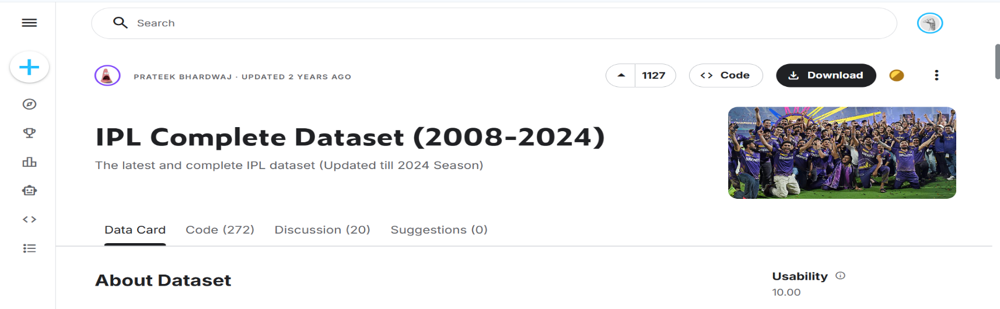 Search
PRATEEK BHARDWAJ · UPDATED 2 YEARS AGO
1127
<> Code
Download
IPL Complete Dataset (2008-2024)
The latest and complete IPL dataset (Updated till 2024 Season)
Data Card
Code (272)
Discussion (20)
Suggestions (0)
About Dataset
Usability
10.00